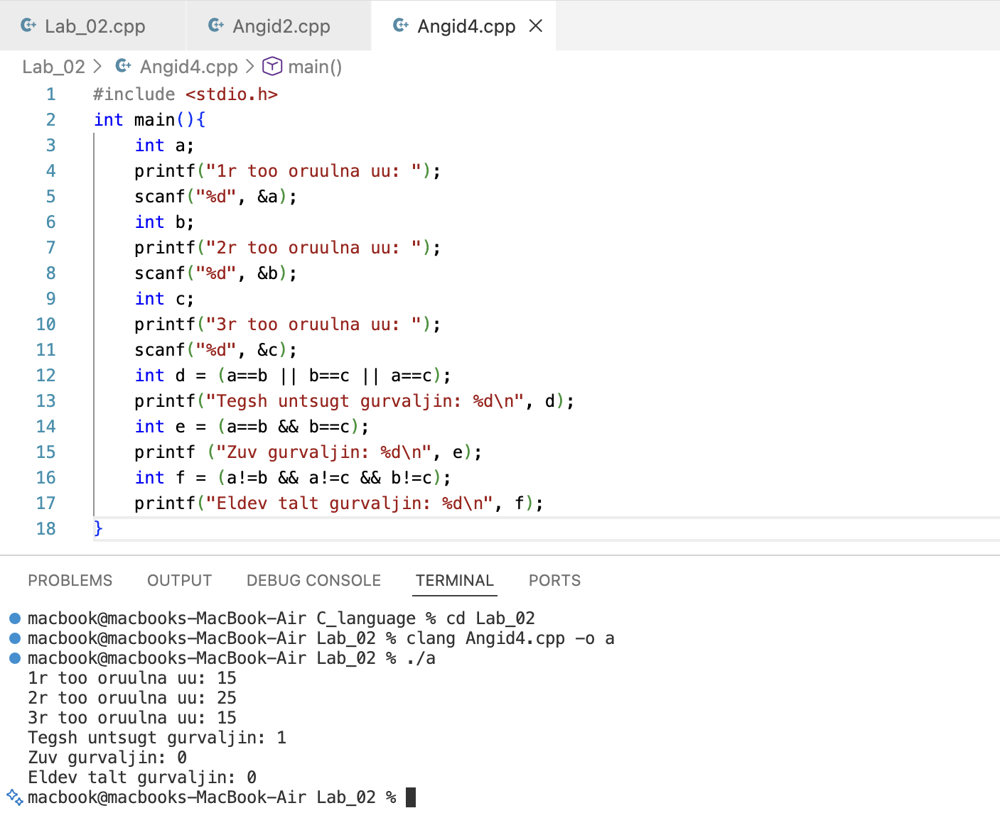 Lab_02.cpp Angid2.cpp Angid4.cpp
Lab_02 > Angid4.cpp > main()
1 #include <stdio.h>
2 int main(){
3 int a;
4 printf("1r too oruulna uu: ");
5 scanf("%d", &a);
6 int b;
7 printf("2r too oruulna uu: ");
8 scanf("%d", &b);
9 int c;
10 printf("3r too oruulna uu: ");
11 scanf("%d", &c);
12 int d = (a==b || b==c || a==c);
13 printf("Tegsh untsugt gurvaljin: %d\n", d);
14 int e = (a==b && b==c);
15 printf ("Zuv gurvaljin: %d\n", e);
16 int f = (a!=b && a!=c && b!=c);
17 printf("Eldev talt gurvaljin: %d\n", f);
18 }
PROBLEMS OUTPUT DEBUG CONSOLE TERMINAL PORTS
macbook@macbooks-MacBook-Air C_language % cd Lab_02
macbook@macbooks-MacBook-Air Lab_02 % clang Angid4.cpp -o a
macbook@macbooks-MacBook-Air Lab_02 % ./a
1r too oruulna uu: 15
2r too oruulna uu: 25
3r too oruulna uu: 15
Tegsh untsugt gurvaljin: 1
Zuv gurvaljin: 0
Eldev talt gurvaljin: 0
macbook@macbooks-MacBook-Air Lab_02 %